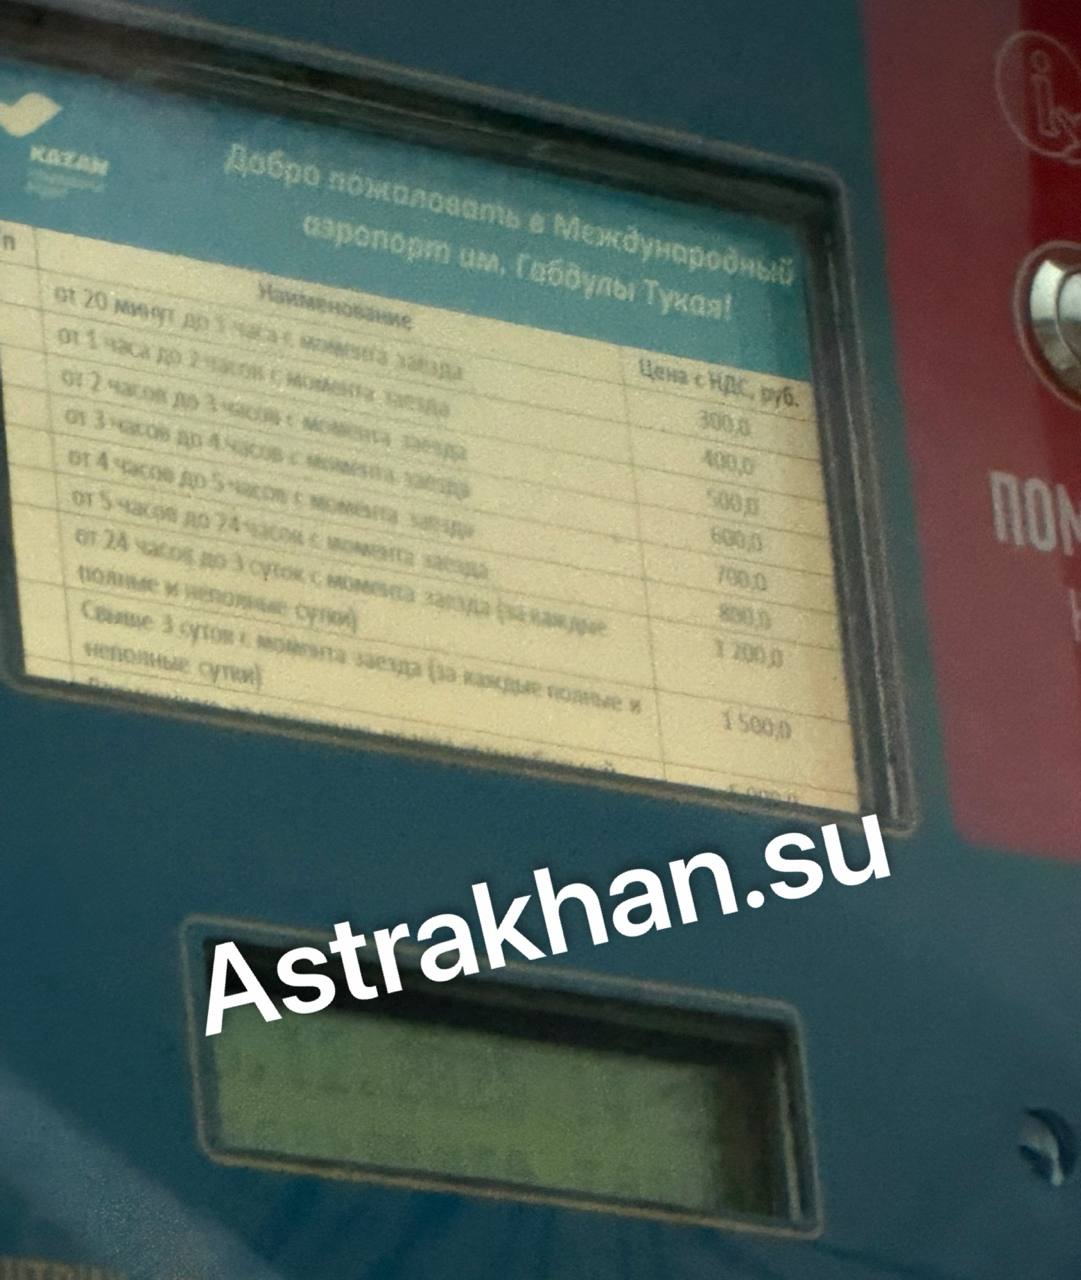 KAZAN
Добро пожаловать в Международный
аэропорт им. Габдулы Тукая!
п
Наименование
Цена с НДС, руб.
от 20 минут до 1 часа с момента заезда
300,0
от 1 часа до 2 часов с момента заезда
400,0
от 2 часов до 3 часов с момента заезда
500,0
от 3 часов до 4 часов с момента заезда
600,0
от 4 часов до 5 часов с момента заезда
700,0
от 5 часов до 24 часов с момента заезда
800,0
от 24 часов до 3 суток с момента заезда (за каждые
полные и неполные сутки)
1 200,0
Свыше 3 суток с момента заезда (за каждые полные и
неполные сутки)
1 500,0
ПОМ
Astrakhan.su